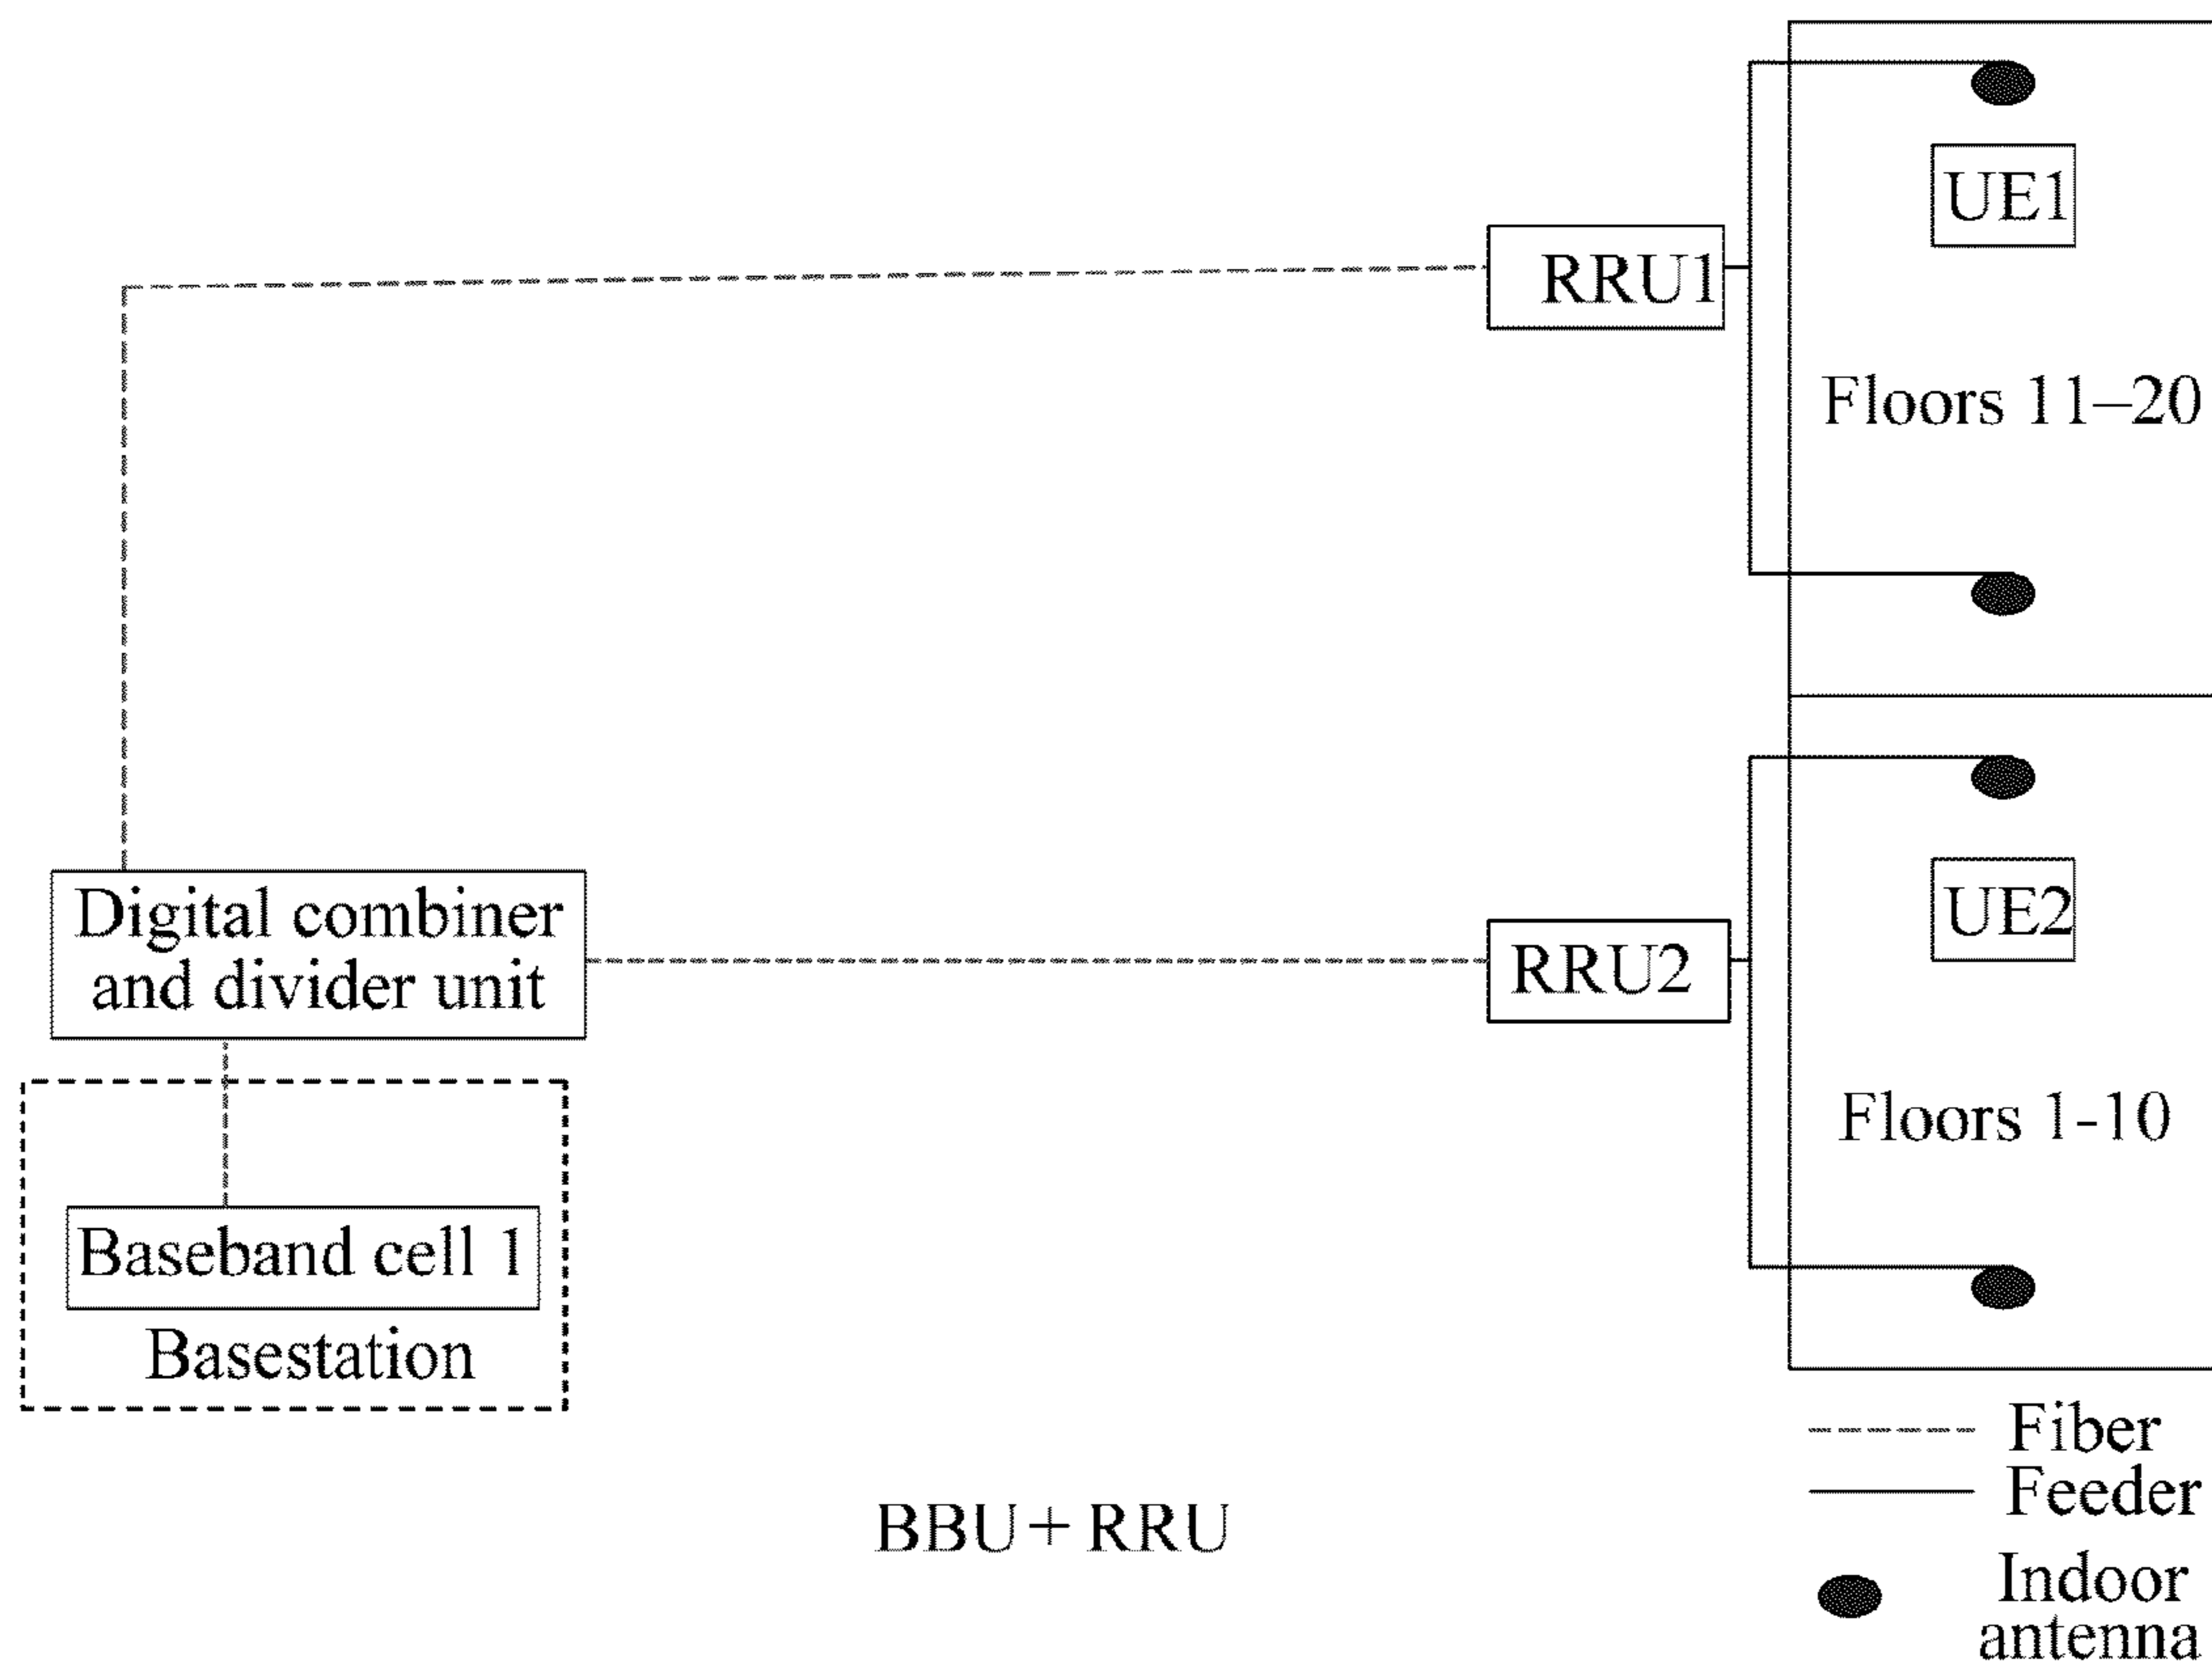 UE1
RRU1
Floors 11–20
Digital combiner
and divider unit
RRU2
UE2
Floors 1-10
Baseband cell 1
Basestation
Fiber
Feeder
BBU+RRU
Indoor
antenna